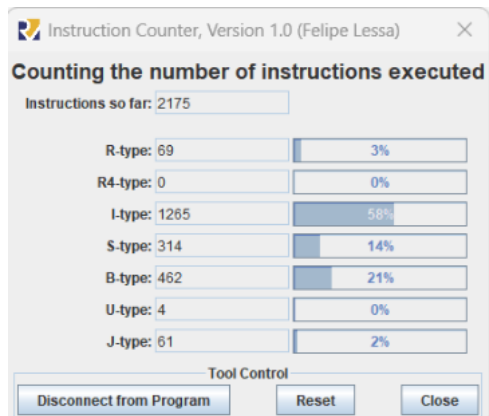 Instruction Counter, Version 1.0 (Felipe Lessa)
Counting the number of instructions executed
Instructions so far: 2175
R-type: 69 3%
R4-type: 0 0%
I-type: 1265 58%
S-type: 314 14%
B-type: 462 21%
U-type: 4 0%
J-type: 61 2%
Tool Control
Disconnect from Program Reset Close